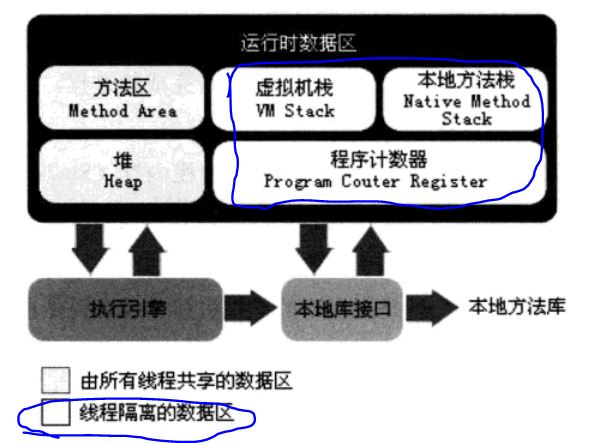 运行时数据区
方法区
Method Area
虚拟机栈
VM Stack
本地方法栈
Native Method
Stack
堆
Heap
程序计数器
Program Couter Register
执行引擎
本地库接口
本地方法库
由所有线程共享的数据区
线程隔离的数据区